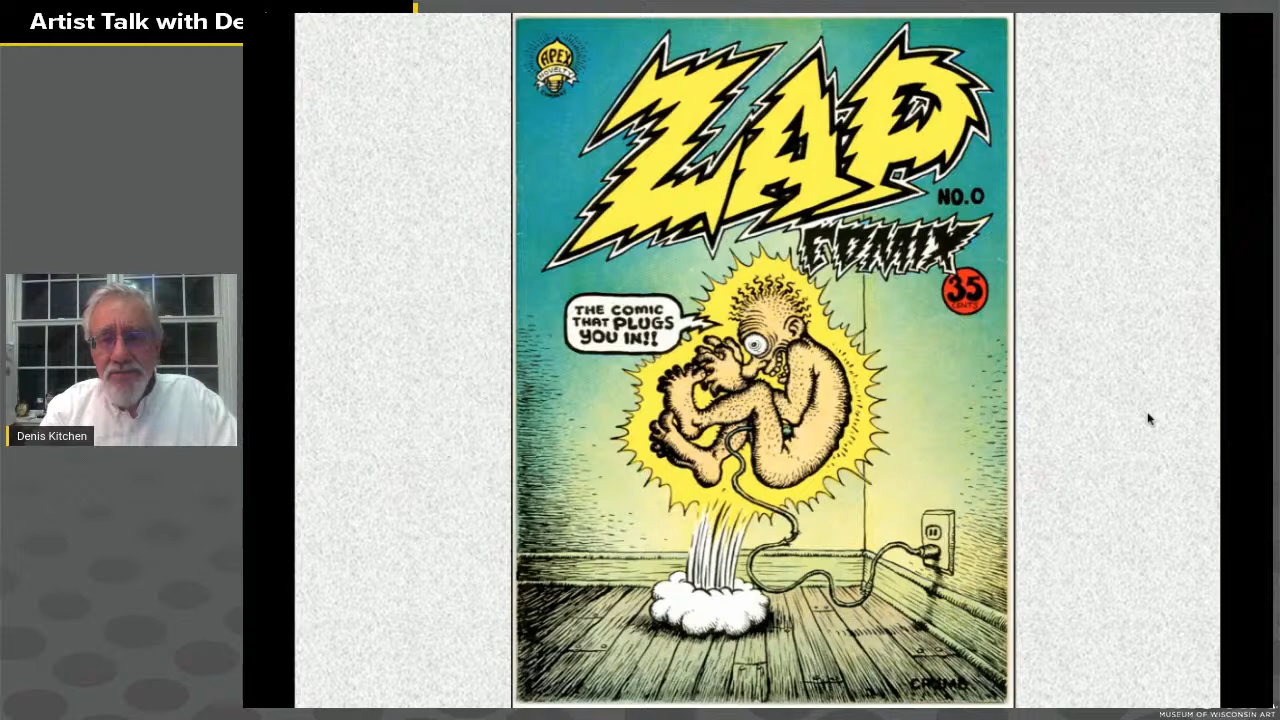 Artist Talk with De
APEX
NOVELTY
ZAP
NO.0
COMIX
35
CENTS
THE COMIC
THAT PLUGS
YOU IN!!
Denis Kitchen
CRUMB
MUSEUM OF WISCONSIN ART